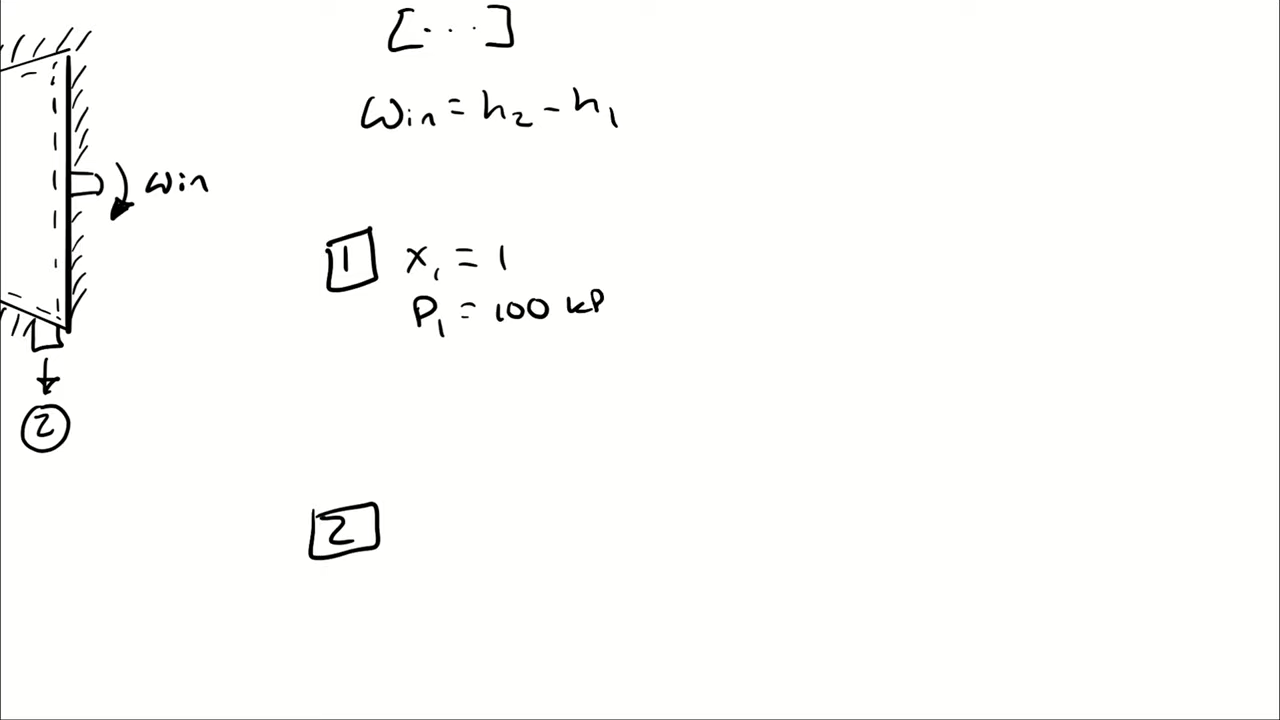 [...]
win = h2 - h1
win
1 x1 = 1
P1 = 100 kP
2
2